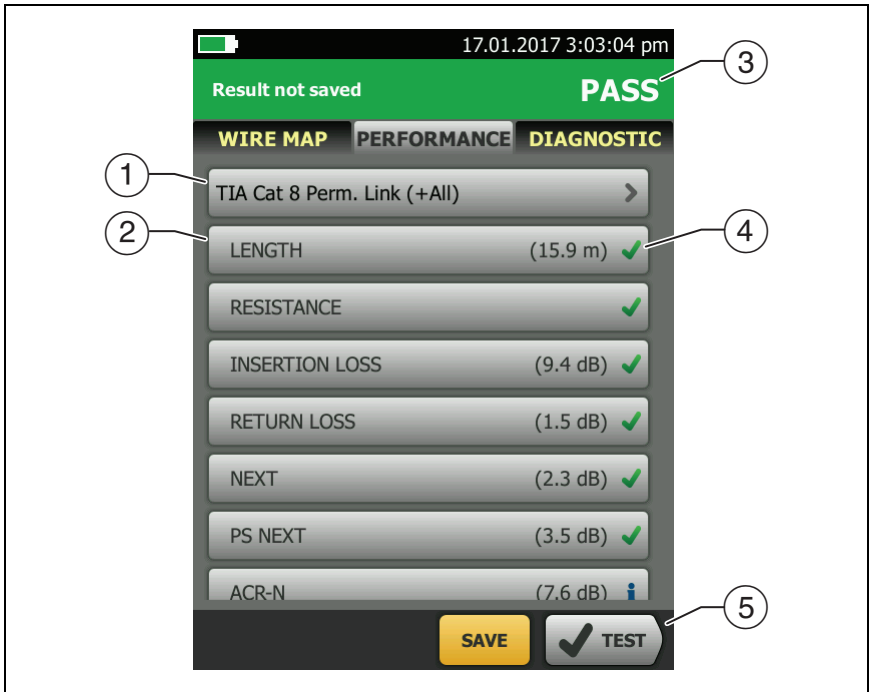 17.01.2017 3:03:04 pm
Result not saved PASS
WIRE MAP PERFORMANCE DIAGNOSTIC
TIA Cat 8 Perm. Link (+All)
LENGTH (15.9 m)
RESISTANCE
INSERTION LOSS (9.4 dB)
RETURN LOSS (1.5 dB)
NEXT (2.3 dB)
PS NEXT (3.5 dB)
ACR-N (7.6 dB) i
SAVE TEST
1
2
3
4
5